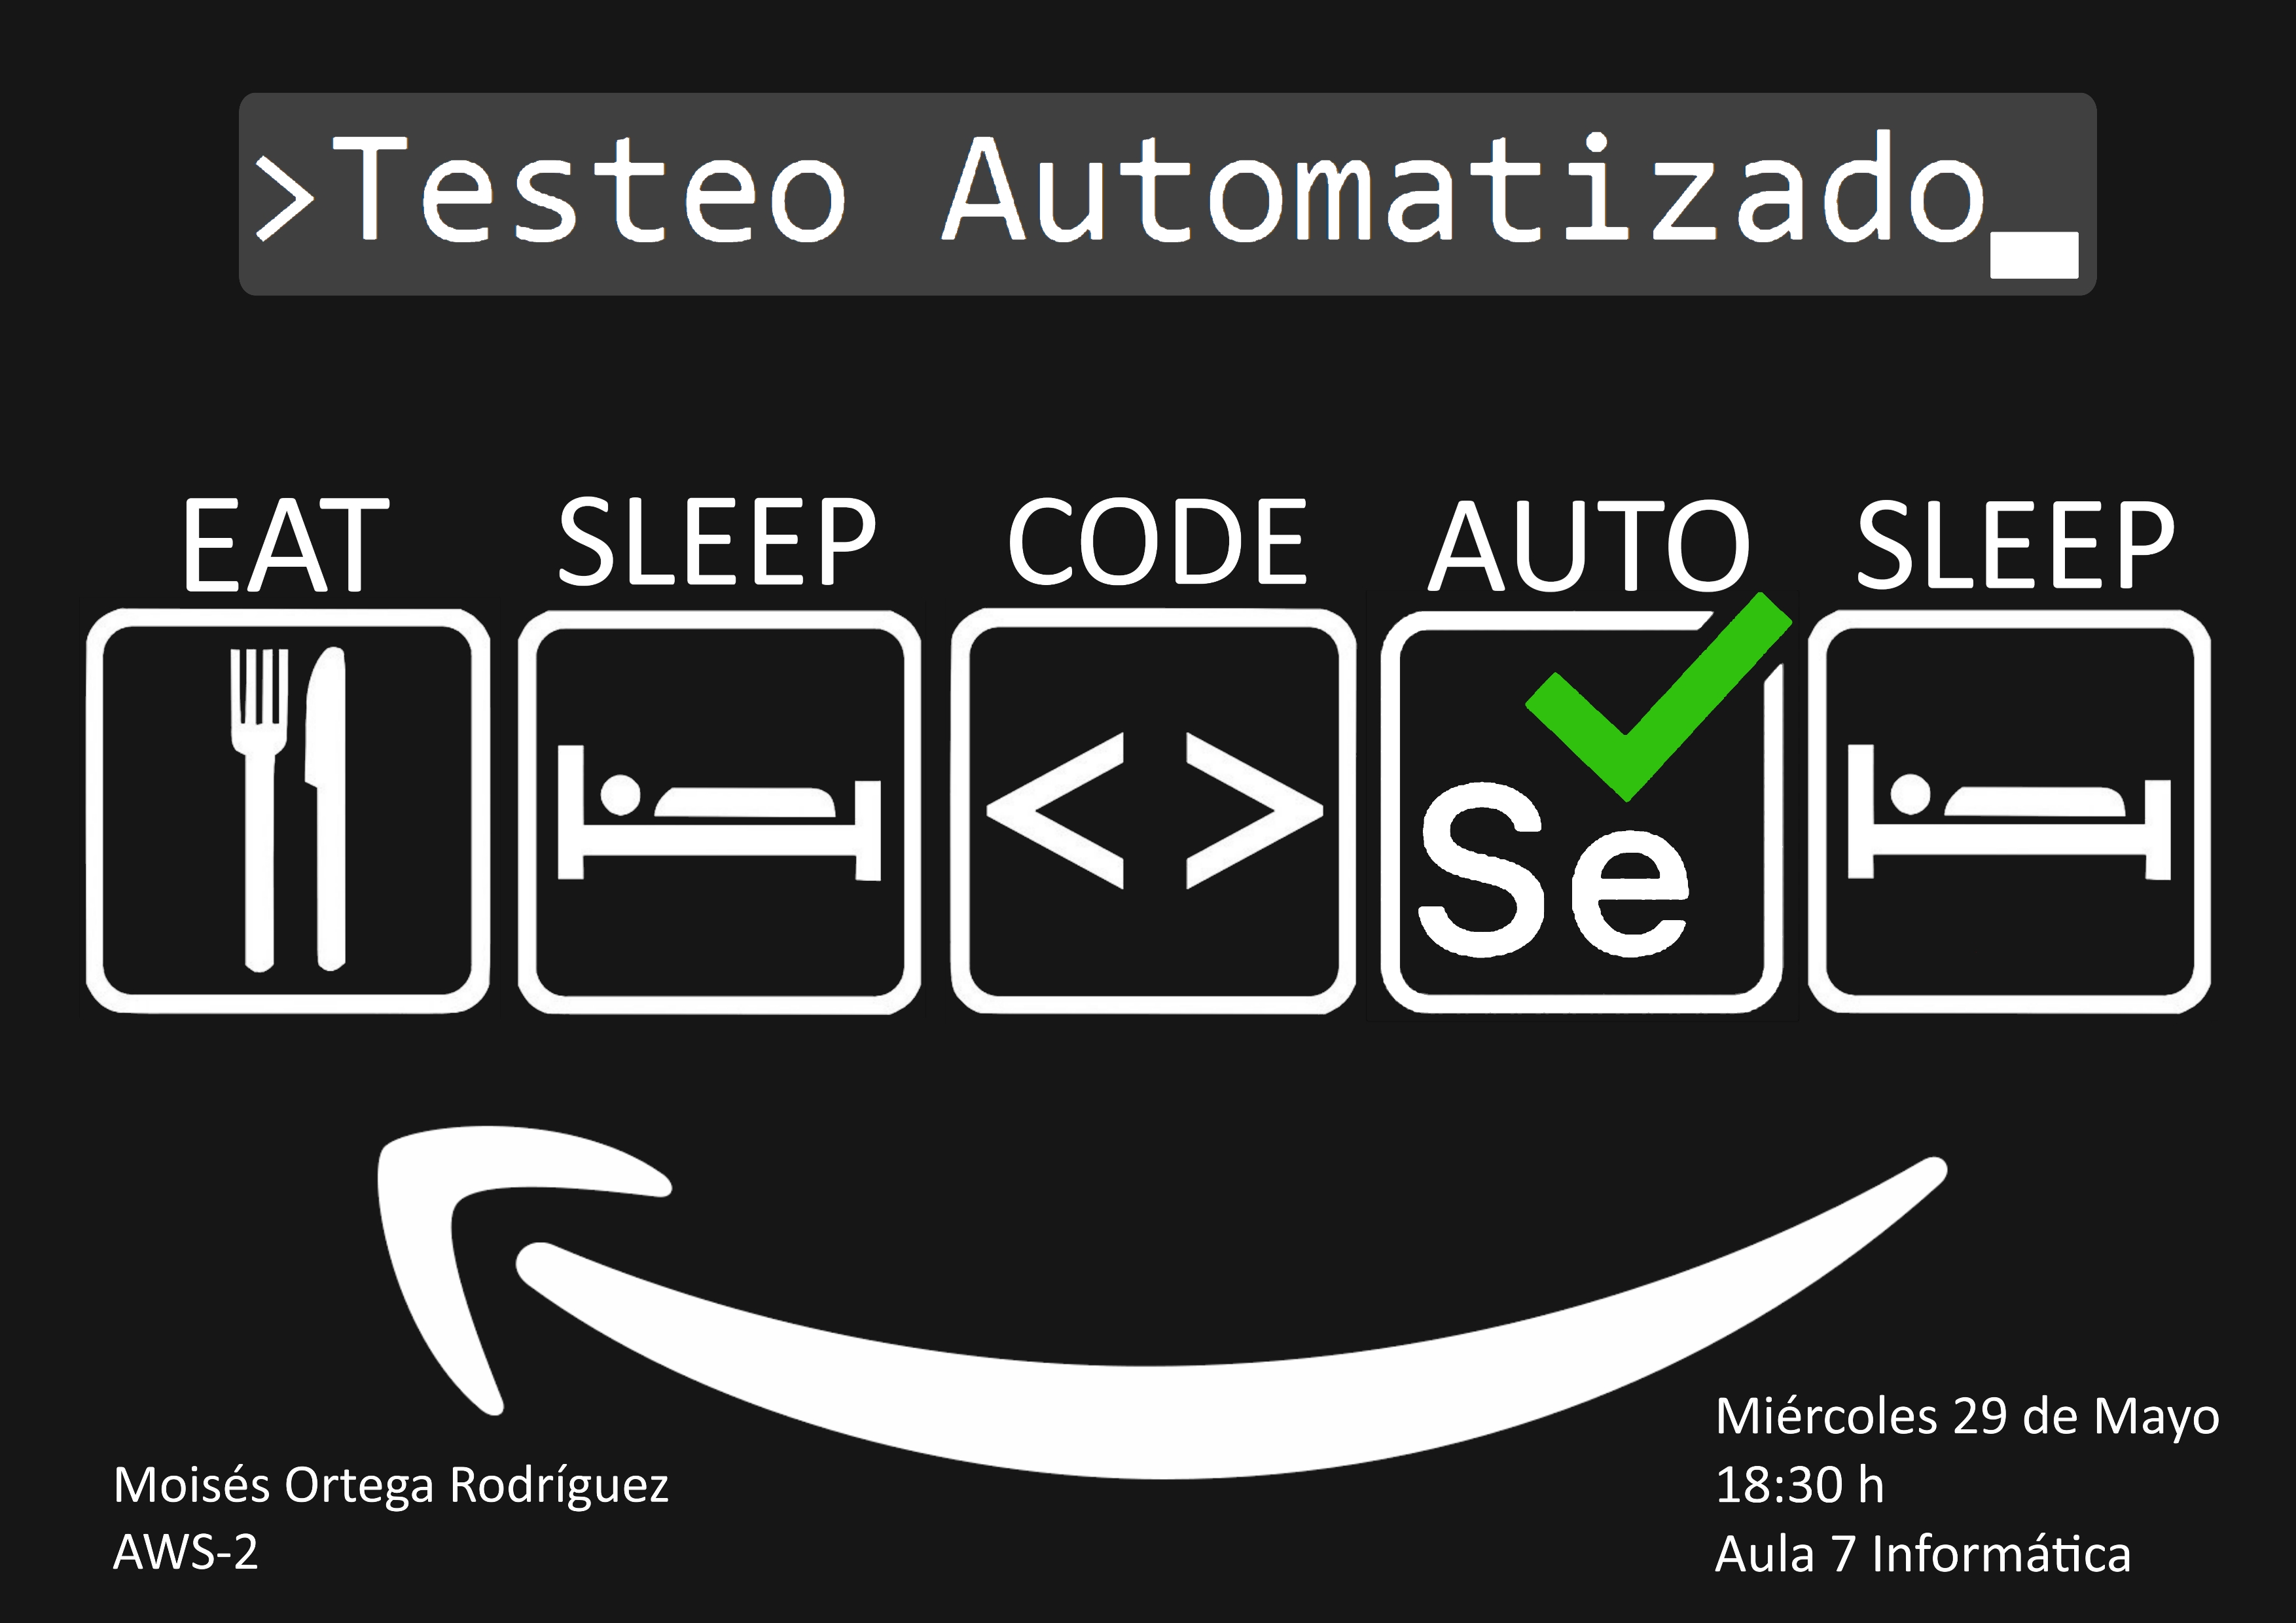 >Testeo Automatizado_
EAT SLEEP CODE AUTO SLEEP
< >
Se
Moisés Ortega Rodríguez
AWS-2
Miércoles 29 de Mayo
18:30 h
Aula 7 Informática